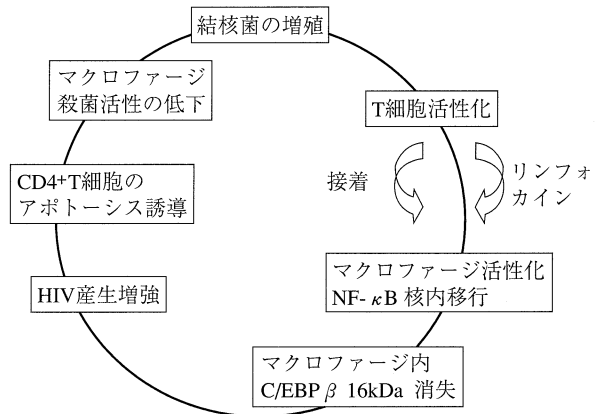 結核菌の増殖
マクロファージ
殺菌活性の低下
T細胞活性化
CD4+T細胞の
アポトーシス誘導
接着
リンフォ
カイン
マクロファージ活性化
NF-κB 核内移行
HIV産生増強
マクロファージ内
C/EBP β 16kDa 消失